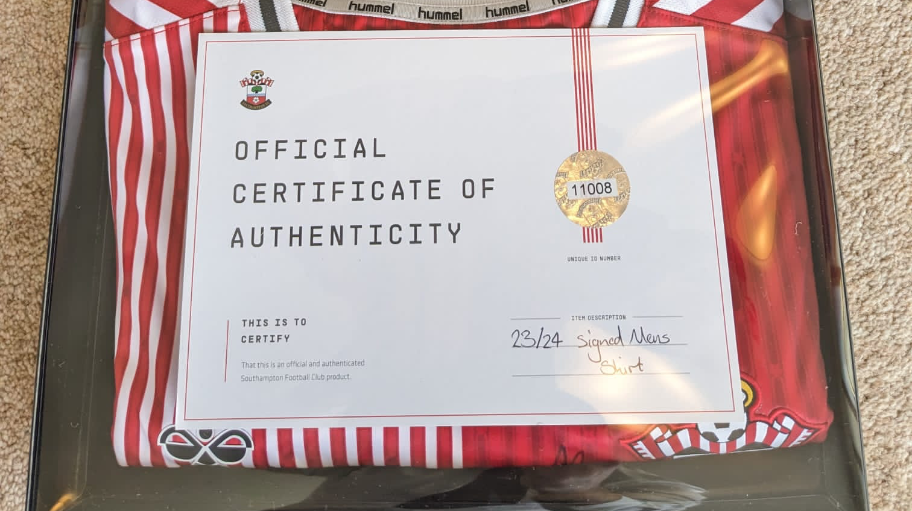 hummel hummel hummel
OFFICIAL
CERTIFICATE OF
AUTHENTICITY
11008
UNIQUE ID NUMBER
THIS IS TO
CERTIFY
That this is an official and authenticated
Southampton Football Club product.
ITEM DESCRIPTION
23/24 Signed Mens
Shirt